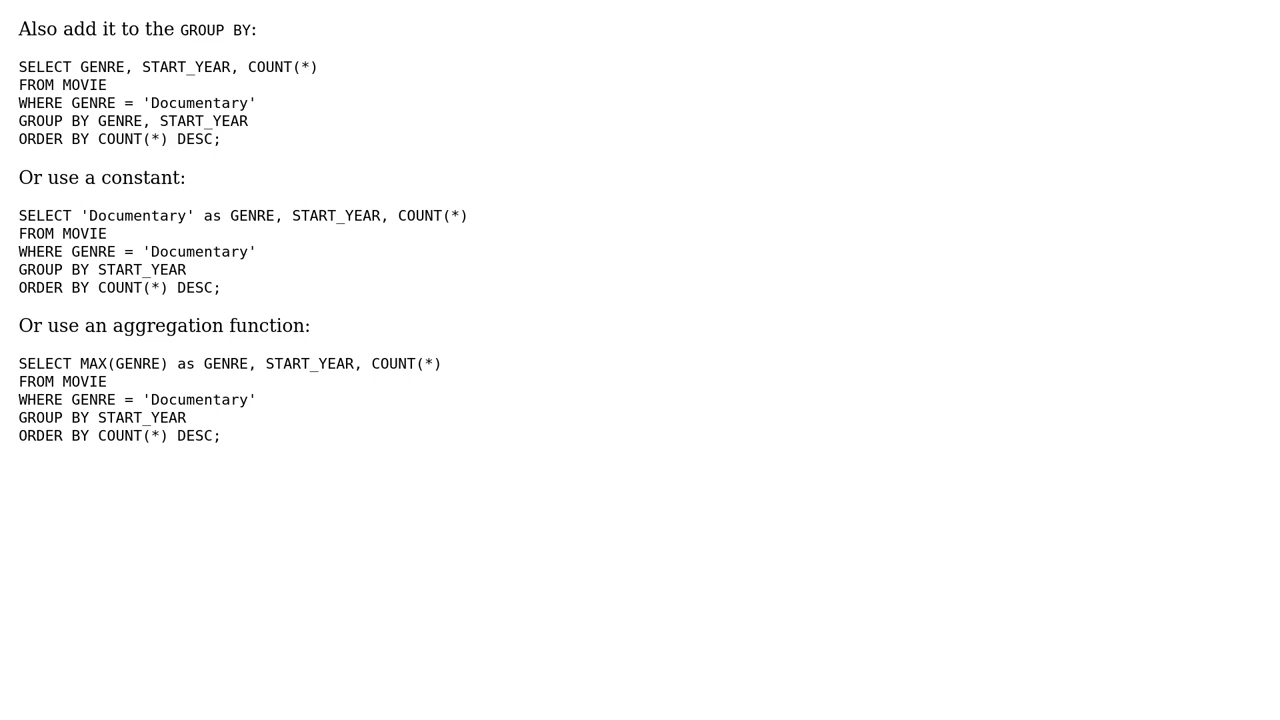 Also add it to the GROUP BY:
SELECT GENRE, START_YEAR, COUNT(*)
FROM MOVIE
WHERE GENRE = 'Documentary'
GROUP BY GENRE, START_YEAR
ORDER BY COUNT(*) DESC;
Or use a constant:
SELECT 'Documentary' as GENRE, START_YEAR, COUNT(*)
FROM MOVIE
WHERE GENRE = 'Documentary'
GROUP BY START_YEAR
ORDER BY COUNT(*) DESC;
Or use an aggregation function:
SELECT MAX(GENRE) as GENRE, START_YEAR, COUNT(*)
FROM MOVIE
WHERE GENRE = 'Documentary'
GROUP BY START_YEAR
ORDER BY COUNT(*) DESC;